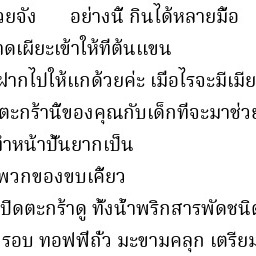 วยจัง อย่างนี้ กินได้หลายมื้อ
าดเผียะเข้าให้ที่ต้นแขน
ฝากไปให้แกด้วยค่ะ เมื่อไรจะมีเมีย
ตะกร้านี้ของคุณกับเด็กที่จะมาช่วย
ทำหน้าปั้นยากเป็น
พวกของขบเคี้ยว
เปิดตะกร้าดู ทั้งน้ำพริกสารพัดชนิด
รอบ ทอฟฟี่ถั่ว มะขามคลุก เตรียม